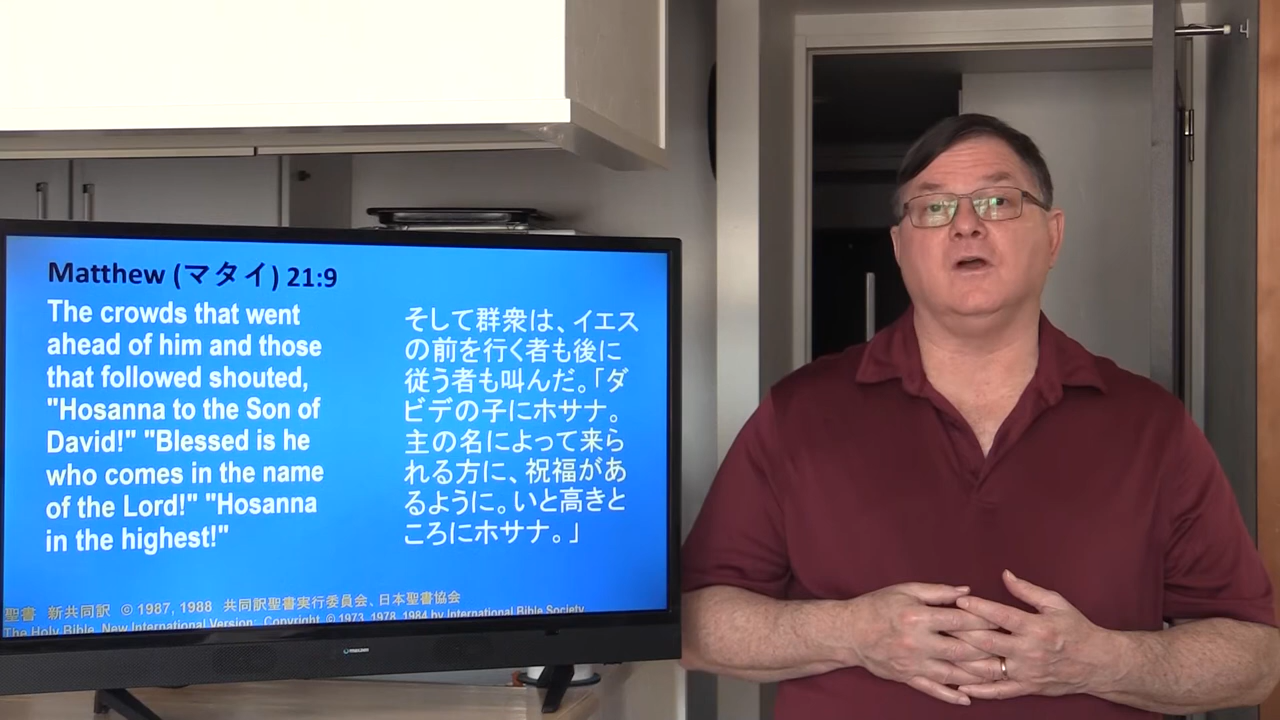 Matthew (マタイ) 21:9
The crowds that went
ahead of him and those
that followed shouted,
"Hosanna to the Son of
David!" "Blessed is he
who comes in the name
of the Lord!" "Hosanna
in the highest!"
そして群衆は、イエス
の前を行く者も後に
従う者も叫んだ。「ダ
ビデの子にホサナ。
主の名によって来ら
れる方に、祝福があ
るように。いと高きと
ころにホサナ。」
聖書 新共同訳 © 1987, 1988 共同訳聖書実行委員会、日本聖書協会
The Holy Bible, New International Version: Copyright © 1973, 1978, 1984 by International Bible Society